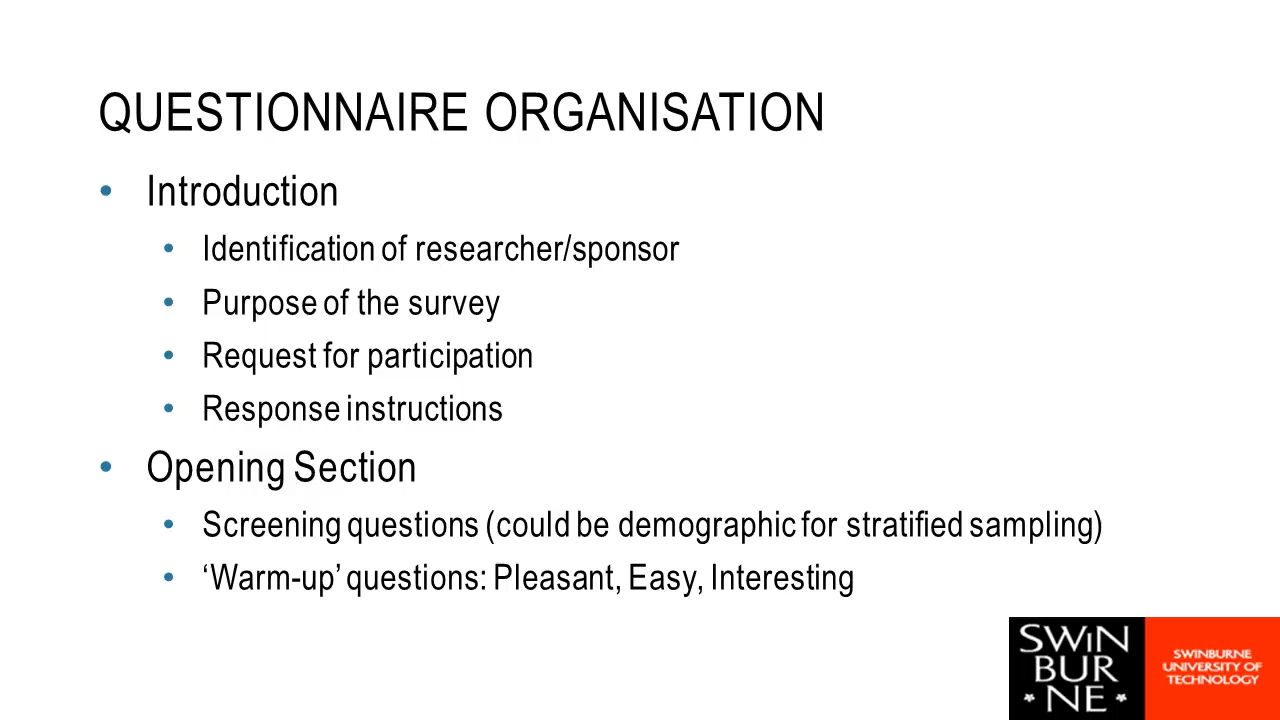 QUESTIONNAIRE ORGANISATION
• Introduction
• Identification of researcher/sponsor
• Purpose of the survey
• Request for participation
• Response instructions
• Opening Section
• Screening questions (could be demographic for stratified sampling)
• ‘Warm-up’ questions: Pleasant, Easy, Interesting
SWiN
BUR
* NE *
SWINBURNE
UNIVERSITY OF
TECHNOLOGY